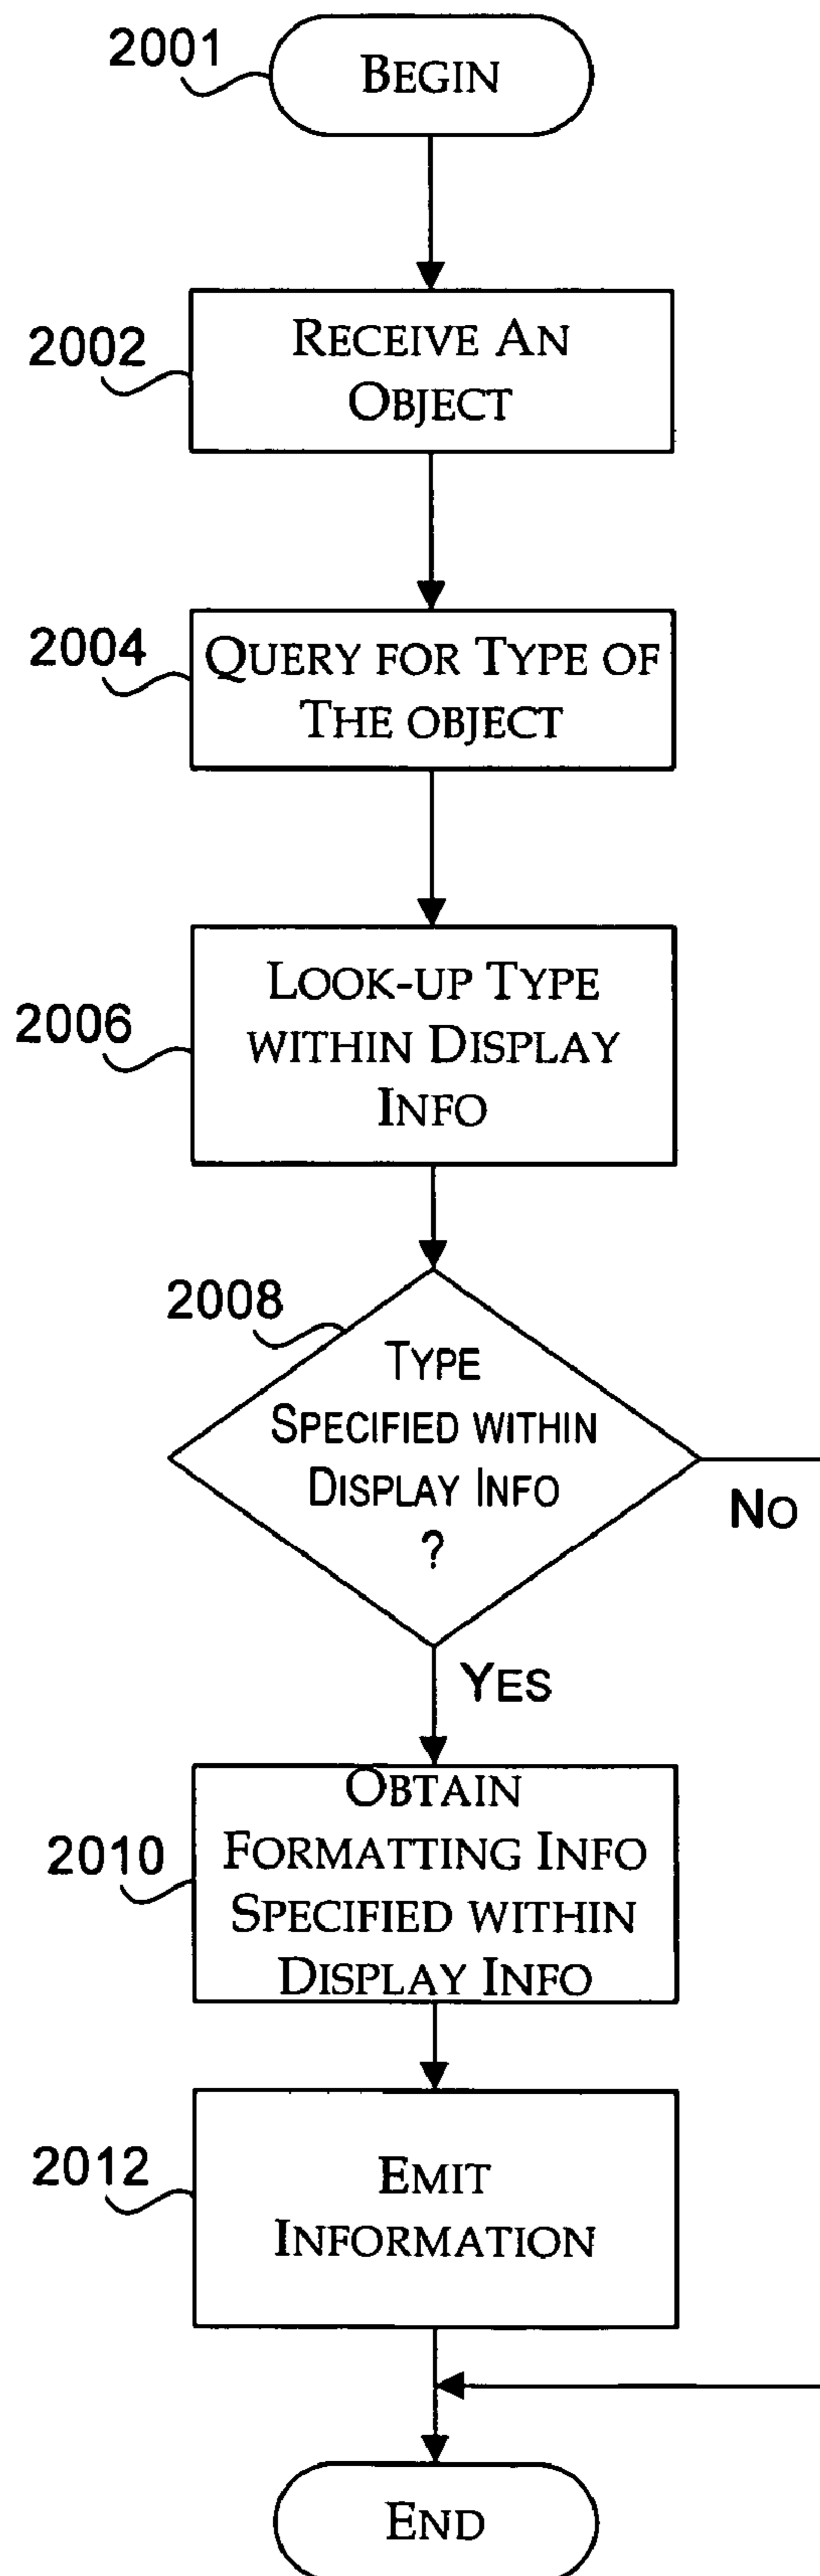 2001
BEGIN
2002
RECEIVE AN
OBJECT
2004
QUERY FOR TYPE OF
THE OBJECT
2006
LOOK-UP TYPE
WITHIN DISPLAY
INFO
2008
TYPE
SPECIFIED WITHIN
DISPLAY INFO
?
NO
YES
2010
OBTAIN
FORMATTING INFO
SPECIFIED WITHIN
DISPLAY INFO
2012
EMIT
INFORMATION
END